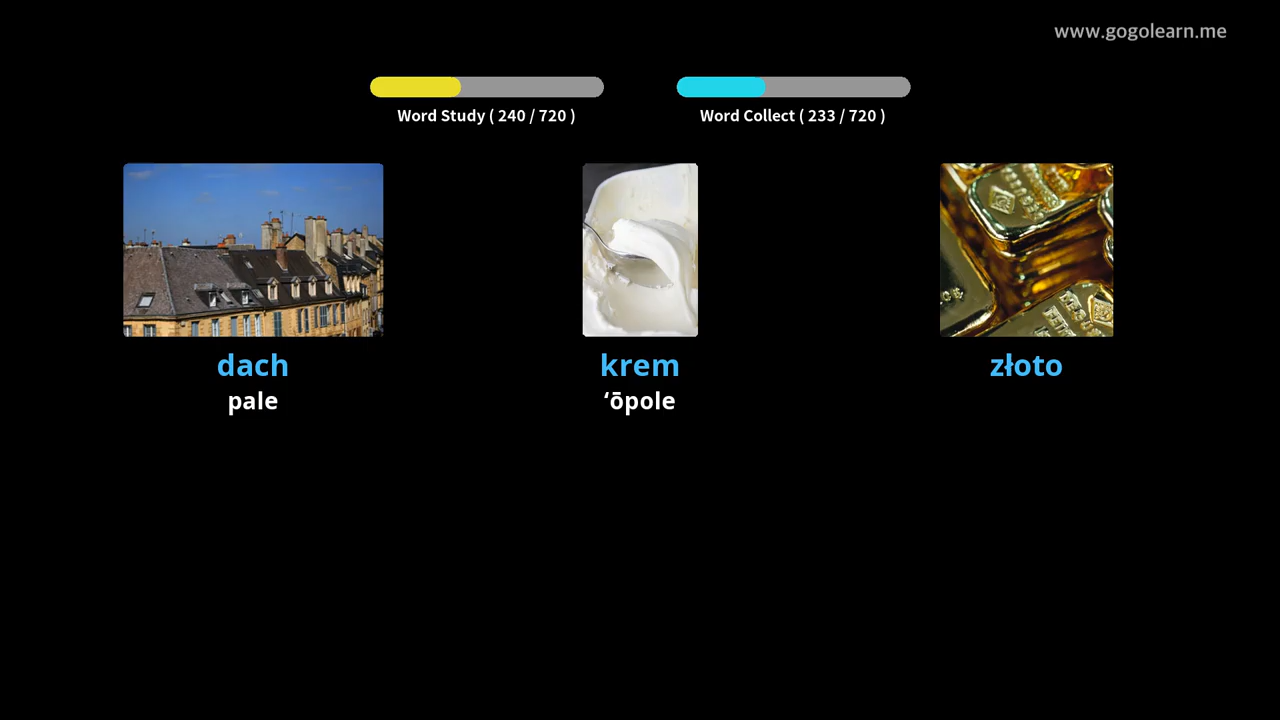 www.gogolearn.me
Word Study ( 240 / 720 )
Word Collect ( 233 / 720 )
dach
pale
krem
ʻōpole
złoto